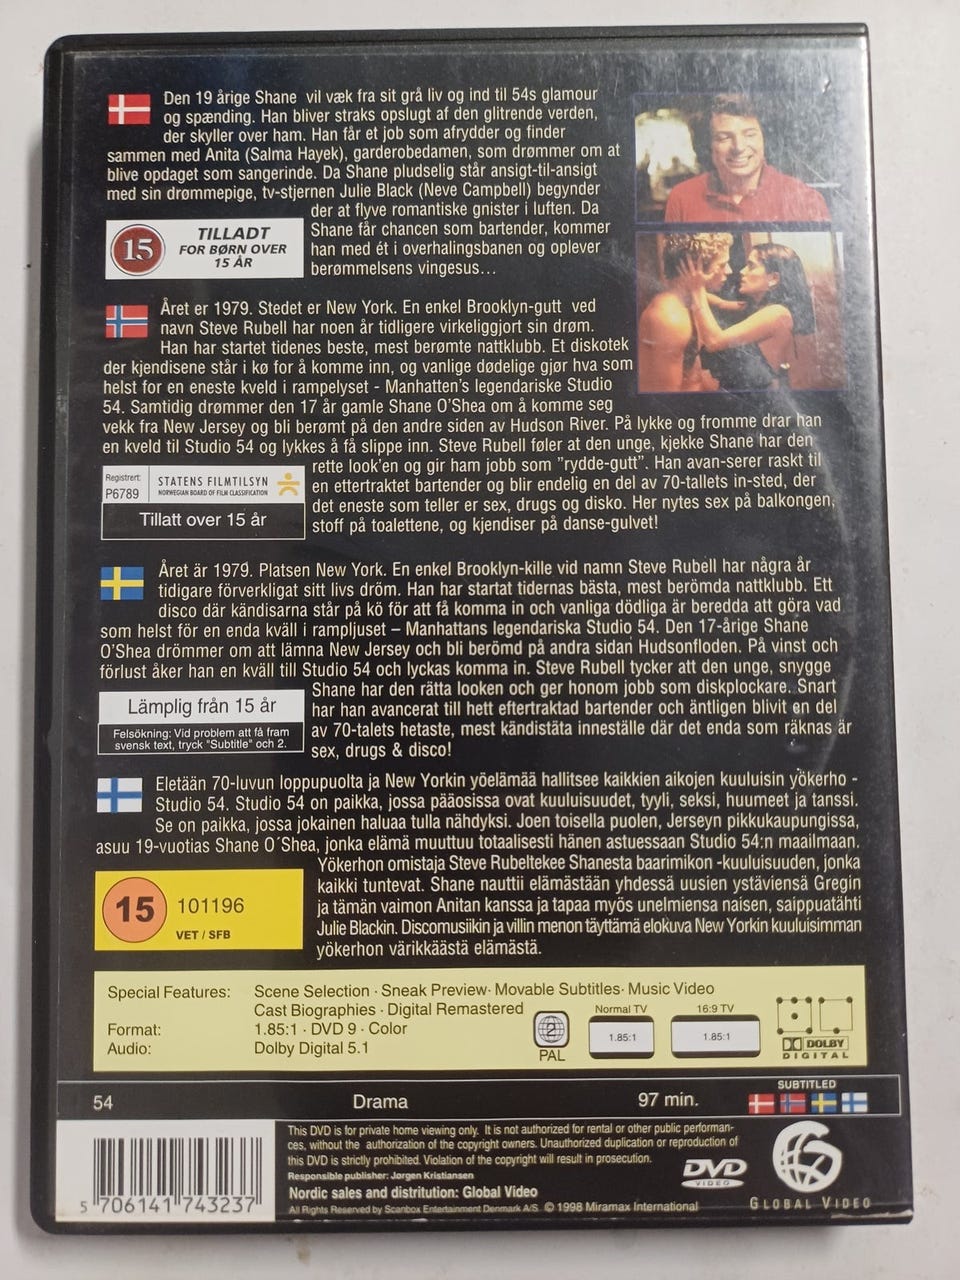 Den 19 årige Shane vil væk fra sit grå liv og ind til 54s glamour
og spænding. Han bliver straks opslugt af den glitrende verden,
der skyller over ham. Han får et job som afrydder og finder
sammen med Anita (Salma Hayek), garderobedamen, som drømmer om at
blive opdaget som sangerinde. Da Shane pludselig står ansigt-til-ansigt
med sin drømmepige, tv-stjernen Julie Black (Neve Campbell) begynder
der at flyve romantiske gnister i luften. Da
Shane får chancen som bartender, kommer
han med ét i overhalingsbanen og oplever
berømmelsens vingesus...
15
TILLADT
FOR BØRN OVER
15 ÅR
Året er 1979. Stedet er New York. En enkel Brooklyn-gutt ved
navn Steve Rubell har noen år tidligere virkeliggjort sin drøm.
Han har startet tidenes beste, mest berømte nattklubb. Et diskotek
der kjendisene står i kø for å komme inn, og vanlige dødelige gjør hva som
helst for en eneste kveld i rampelyset - Manhatten's legendariske Studio
54. Samtidig drømmer den 17 år gamle Shane O'Shea om å komme seg
vekk fra New Jersey og bli berømt på den andre siden av Hudson River. På lykke og fromme drar han
en kveld til Studio 54 og lykkes å få slippe inn. Steve Rubell føler at den unge, kjekke Shane har den
rette look'en og gir ham jobb som "rydde-gutt". Han avan-serer raskt til
en ettertraktet bartender og blir endelig en del av 70-tallets in-sted, der
det eneste som teller er sex, drugs og disko. Her nytes sex på balkongen,
stoff på toalettene, og kjendiser på danse-gulvet!
Registrert:
P6789
STATENS FILMTILSYN
NORWEGIAN BOARD OF FILM CLASSIFICATION
Tillatt over 15 år
Året är 1979. Platsen New York. En enkel Brooklyn-kille vid namn Steve Rubell har några år
tidigare förverkligat sitt livs dröm. Han har startat tidernas bästa, mest berömda nattklubb. Ett
disco där kändisarna står på kö för att få komma in och vanliga dödliga är beredda att göra vad
som helst för en enda kväll i rampljuset – Manhattans legendariska Studio 54. Den 17-årige Shane
O'Shea drömmer om att lämna New Jersey och bli berömd på andra sidan Hudsonfloden. På vinst och
förlust åker han en kväll till Studio 54 och lyckas komma in. Steve Rubell tycker att den unge, snygge
Shane har den rätta looken och ger honom jobb som diskplockare. Snart
har han avancerat till hett eftertraktad bartender och äntligen blivit en del
av 70-talets hetaste, mest kändistäta inneställe där det enda som räknas är
sex, drugs & disco!
Lämplig från 15 år
Felsökning: Vid problem att få fram
svensk text, tryck "Subtitle" och 2.
Eletään 70-luvun loppupuolta ja New Yorkin yöelämää hallitsee kaikkien aikojen kuuluisin yökerho -
Studio 54. Studio 54 on paikka, jossa pääosissa ovat kuuluisuudet, tyyli, seksi, huumeet ja tanssi.
Se on paikka, jossa jokainen haluaa tulla nähdyksi. Joen toisella puolen, Jerseyn pikkukaupungissa,
asuu 19-vuotias Shane O´Shea, jonka elämä muuttuu totaalisesti hänen astuessaan Studio 54:n maailmaan.
Yökerhon omistaja Steve Rubeltekee Shanesta baarimikon -kuuluisuuden, jonka
kaikki tuntevat. Shane nauttii elämästään yhdessä uusien ystäviensä Gregin
ja tämän vaimon Anitan kanssa ja tapaa myös unelmiensa naisen, saippuatähti
Julie Blackin. Discomusiikin ja villin menon täyttämä elokuva New Yorkin kuuluisimman
yökerhon värikkäästä elämästä.
15
101196
VET / SFB
Special Features: Scene Selection · Sneak Preview · Movable Subtitles · Music Video
Cast Biographies · Digital Remastered
Format: 1.85:1 · DVD 9 · Color
Audio: Dolby Digital 5.1
2
PAL
Normal TV
1.85:1
16:9 TV
1.85:1
DOLBY
DIGITAL
54 Drama 97 min.
SUBTITLED
This DVD is for private home viewing only. It is not authorized for rental or other public performan-
ces, without the authorization of the copyright owners. Unauthorized duplication or reproduction of
this DVD is strictly prohibited. Violation of the copyright will result in prosecution.
Responsible publisher: Jørgen Kristiansen
Nordic sales and distribution: Global Video
All Rights Reserved by Scanbox Entertainment Denmark A/S. © 1998 Miramax International
DVD
VIDEO
GLOBAL VIDEO
5 706141 743237